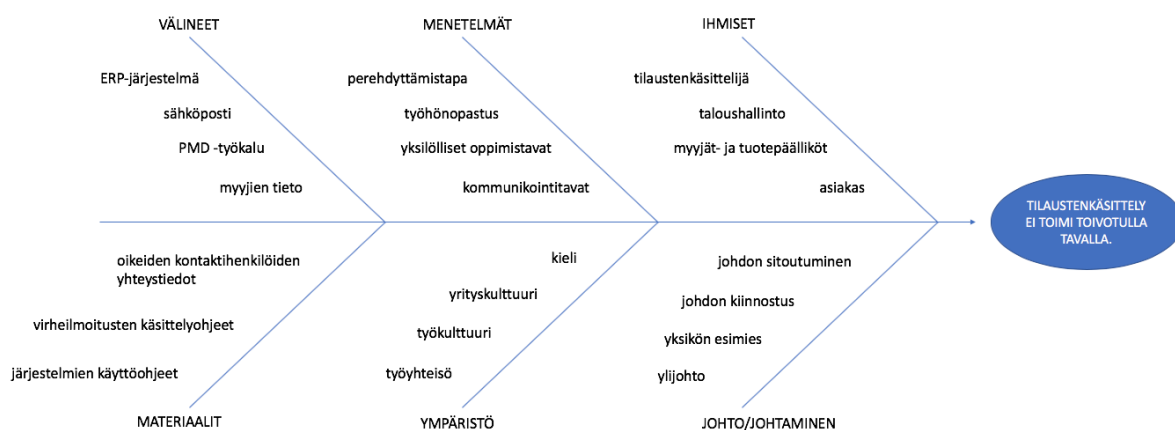 VÄLINEET
ERP-järjestelmä
sähköposti
PMD -työkalu
myyjien tieto
MENETELMÄT
perehdyttämistapa
työhönopastus
yksilölliset oppimistavat
kommunikointitavat
IHMISET
tilaustenkäsittelijä
taloushallinto
myyjät- ja tuotepäälliköt
asiakas
TILAUSTENKÄSITTELY
EI TOIMI TOIVOTULLA
TAVALLA.
oikeiden kontaktihenkilöiden
yhteystiedot
virheilmoitusten käsittelyohjeet
järjestelmien käyttöohjeet
MATERIAALIT
kieli
yrityskulttuuri
työkulttuuri
työyhteisö
YMPÄRISTÖ
johdon sitoutuminen
johdon kiinnostus
yksikön esimies
ylijohto
JOHTO/JOHTAMINEN